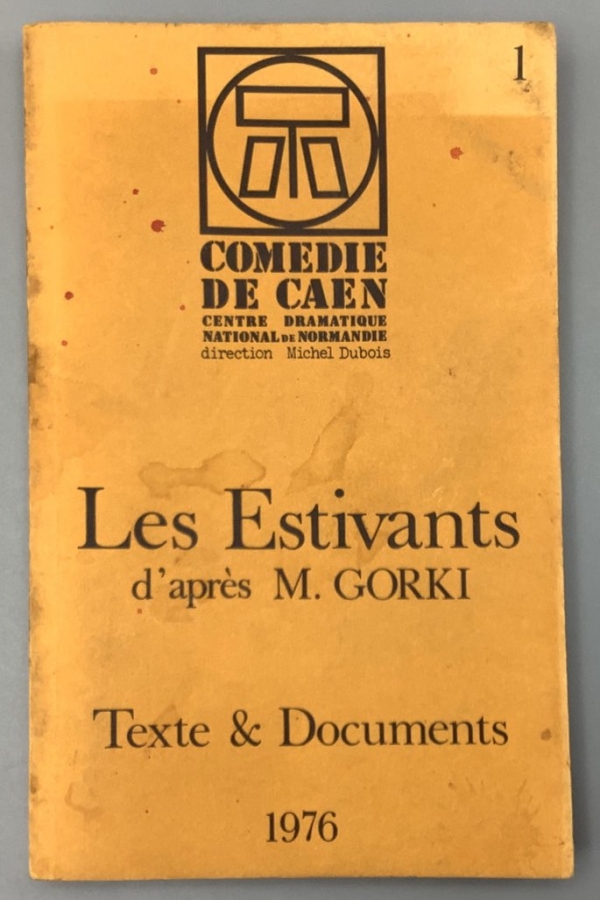 1
COMEDIE
DE CAEN
CENTRE DRAMATIQUE
NATIONAL DE NORMANDIE
direction Michel Dubois
Les Estivants
d'après M. GORKI
Texte & Documents
1976